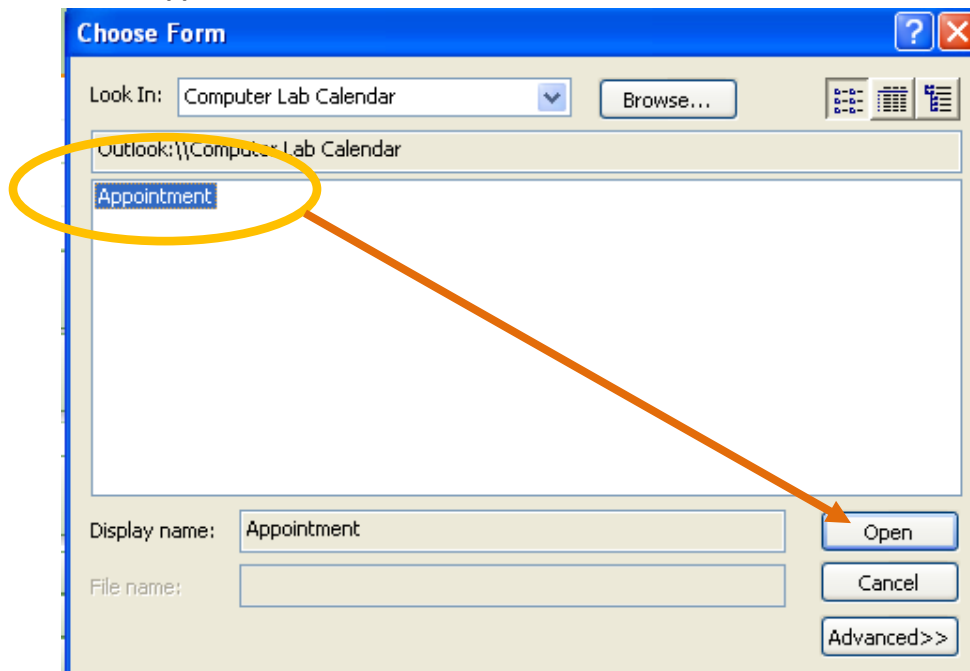 Choose Form
Look In: Computer Lab Calendar Browse...
Outlook:\\Computer Lab Calendar
Appointment
Display name: Appointment Open
File name: Cancel
Advanced>>